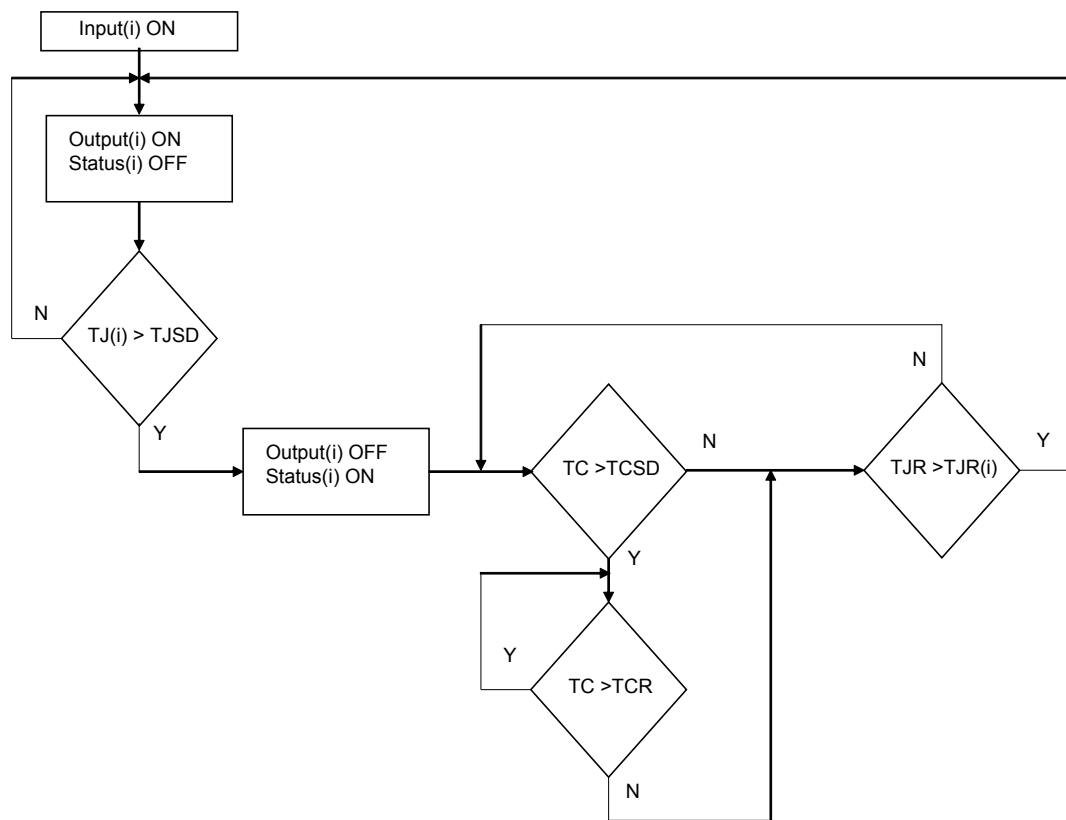 Input(i) ON
Output(i) ON
Status(i) OFF
N
TJ(i) > TJSD
Y
Output(i) OFF
Status(i) ON
TC >TCSD
N
Y
TC >TCR
Y
N
TJR >TJR(i)
N
Y